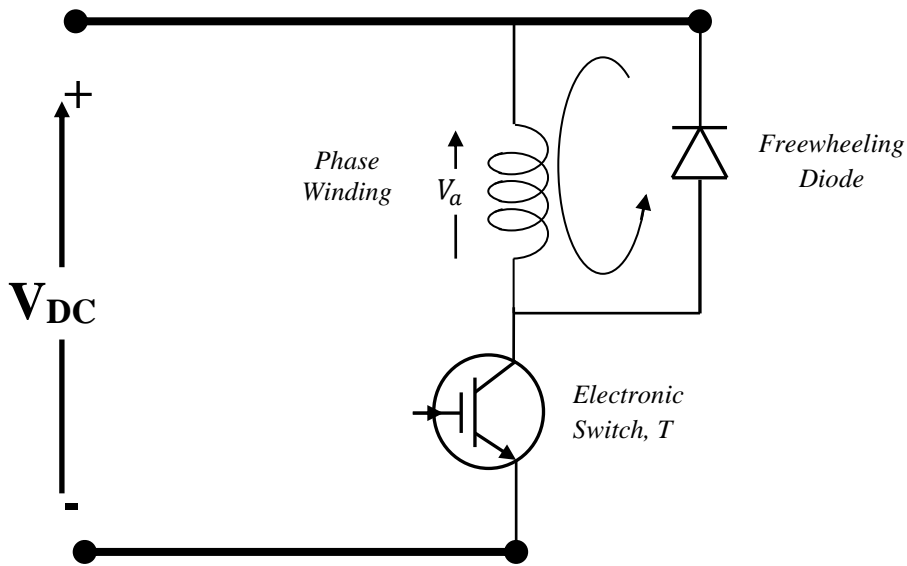 +
Phase
Winding
V_a
Freewheeling
Diode
V_DC
Electronic
Switch, T
-